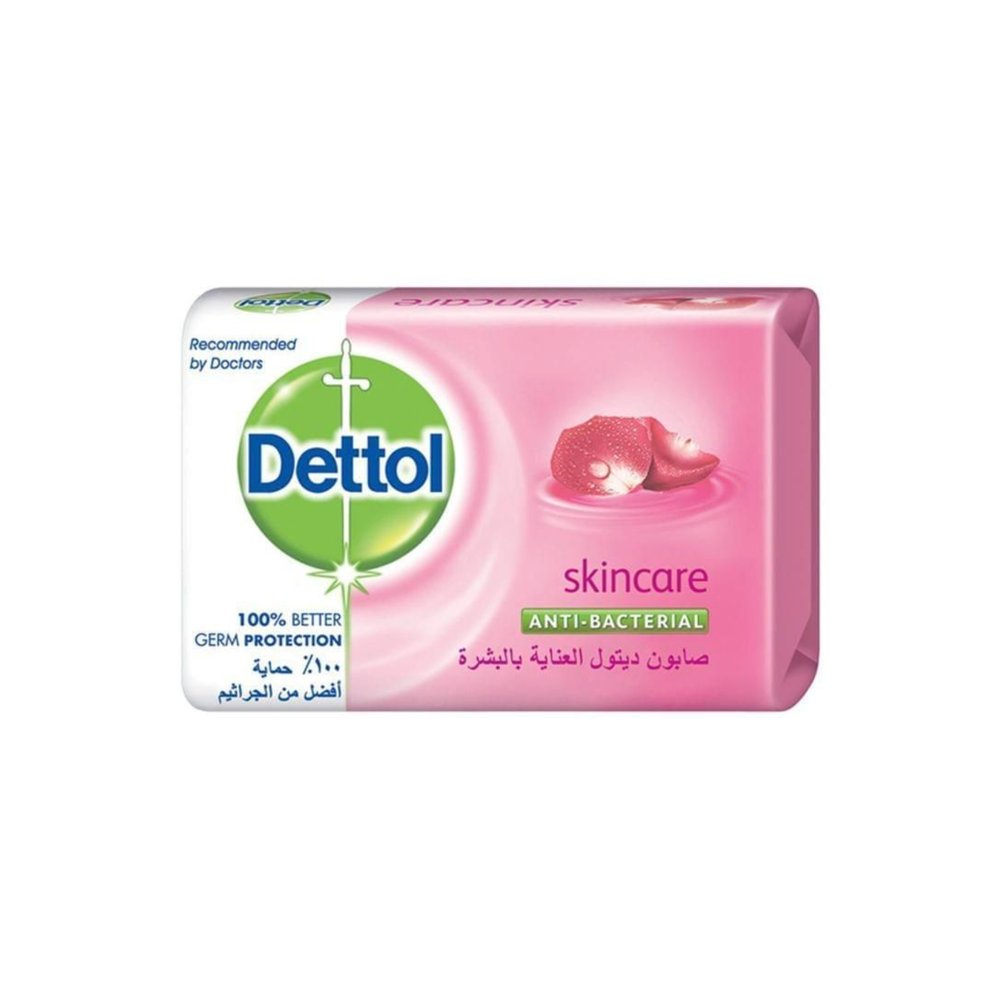 Dettol
skincare
Recommended
by Doctors
Dettol
100% BETTER
GERM PROTECTION
١٠٠٪ حماية
أفضل من الجراثيم
skincare
ANTI-BACTERIAL
صابون ديتول العناية بالبشرة